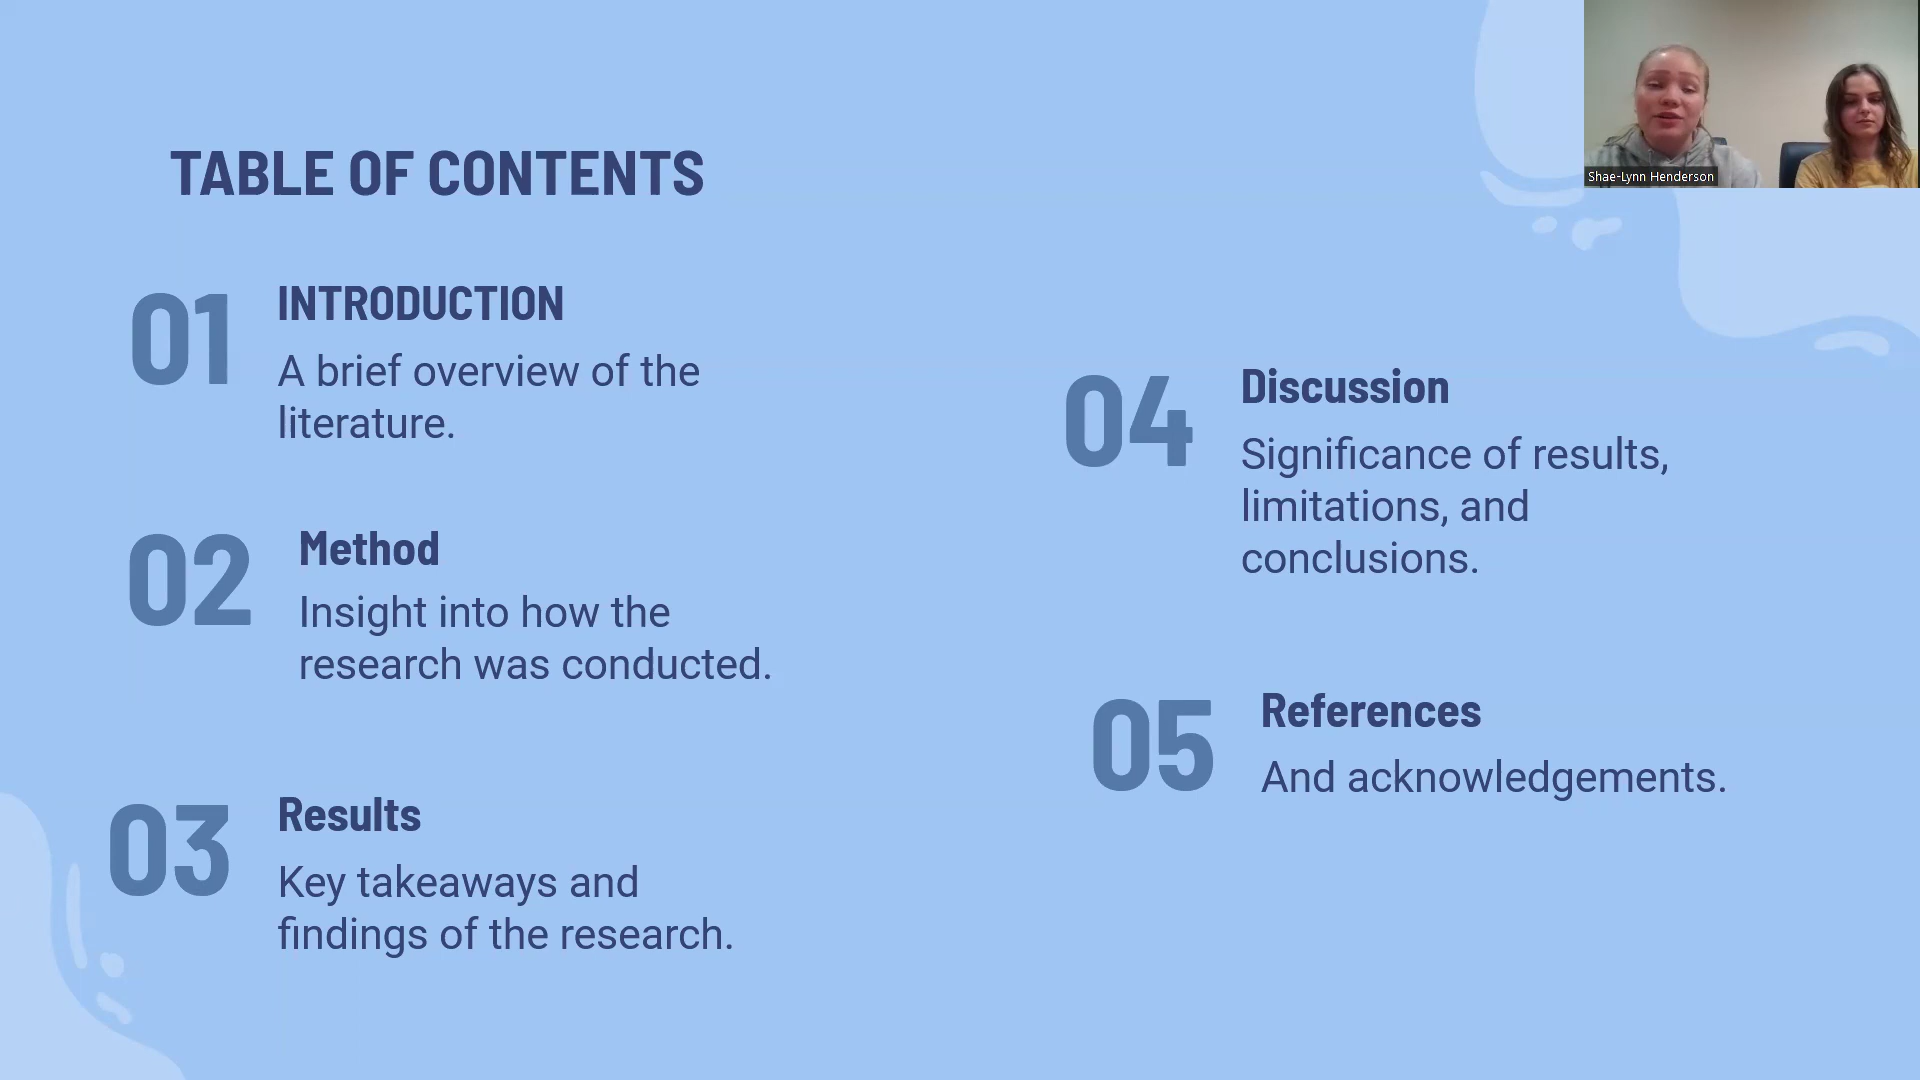 TABLE OF CONTENTS
01
INTRODUCTION
A brief overview of the
literature.
02
Method
Insight into how the
research was conducted.
03
Results
Key takeaways and
findings of the research.
04
Discussion
Significance of results,
limitations, and
conclusions.
05
References
And acknowledgements.
Shae-Lynn Henderson